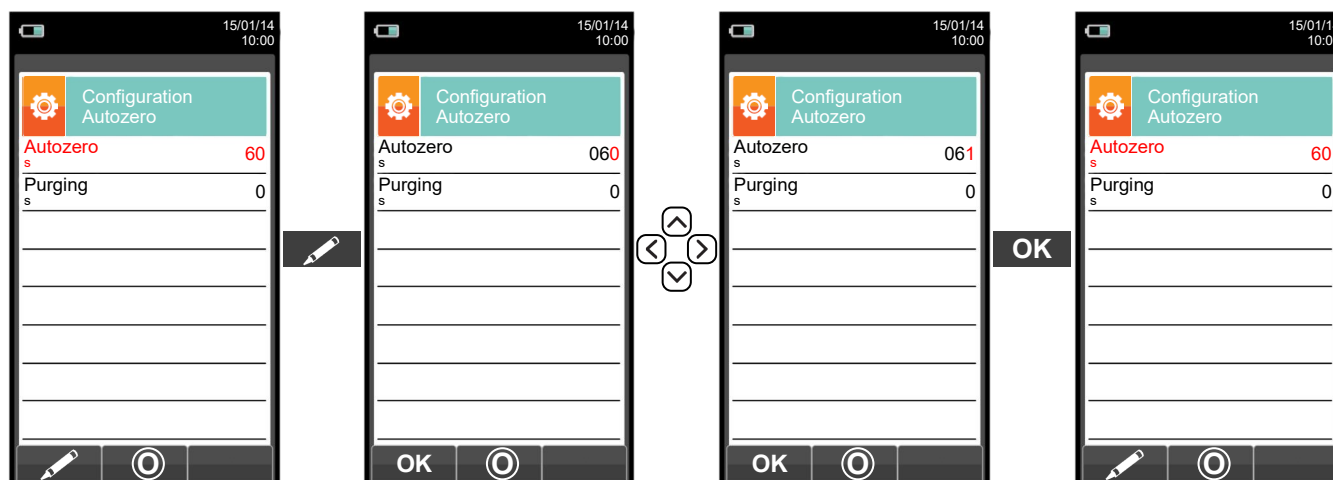 15/01/14
10:00
Configuration
Autozero
Autozero
s
60
Purging
s
0
O
15/01/14
10:00
Configuration
Autozero
Autozero
s
060
Purging
s
0
OK
O
15/01/14
10:00
Configuration
Autozero
Autozero
s
061
Purging
s
0
OK
O
OK
15/01/1
10:0
Configuration
Autozero
Autozero
s
60
Purging
s
0
O